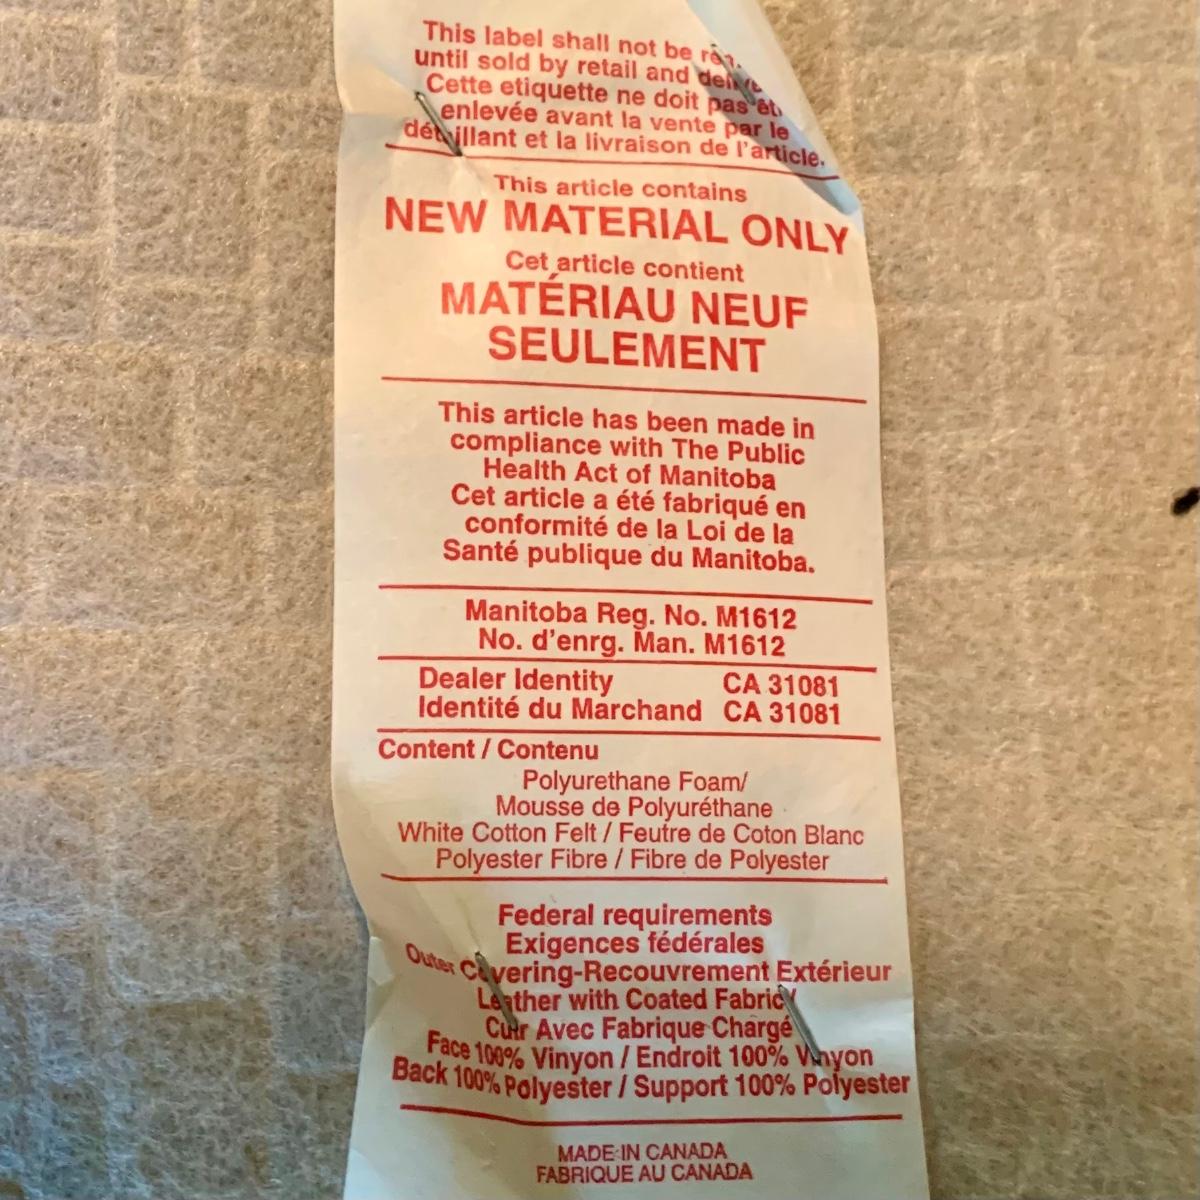 This label shall not be
until sold by retail and
Cette etiquette ne doit pas
enlevée avant la vente par le
détaillant et la livraison de l'article.
This article contains
NEW MATERIAL ONLY
Cet article contient
MATÉRIAU NEUF
SEULEMENT
This article has been made in
compliance with The Public
Health Act of Manitoba
Cet article a été fabriqué en
conformité de la Loi de la
Santé publique du Manitoba.
Manitoba Reg. No. M1612
No. d'enrg. Man. M1612
Dealer Identity CA 31081
Identité du Marchand CA 31081
Content / Contenu
Polyurethane Foam/
Mousse de Polyuréthane
White Cotton Felt / Feutre de Coton Blanc
Polyester Fibre / Fibre de Polyester
Federal requirements
Exigences fédérales
Outer Covering-Recouvrement Extérieur
Leather with Coated Fabric/
Cuir Avec Fabrique Chargé
Face 100% Vinyon / Endroit 100% Vinyon
Back 100% Polyester / Support 100% Polyester
MADE IN CANADA
FABRIQUE AU CANADA